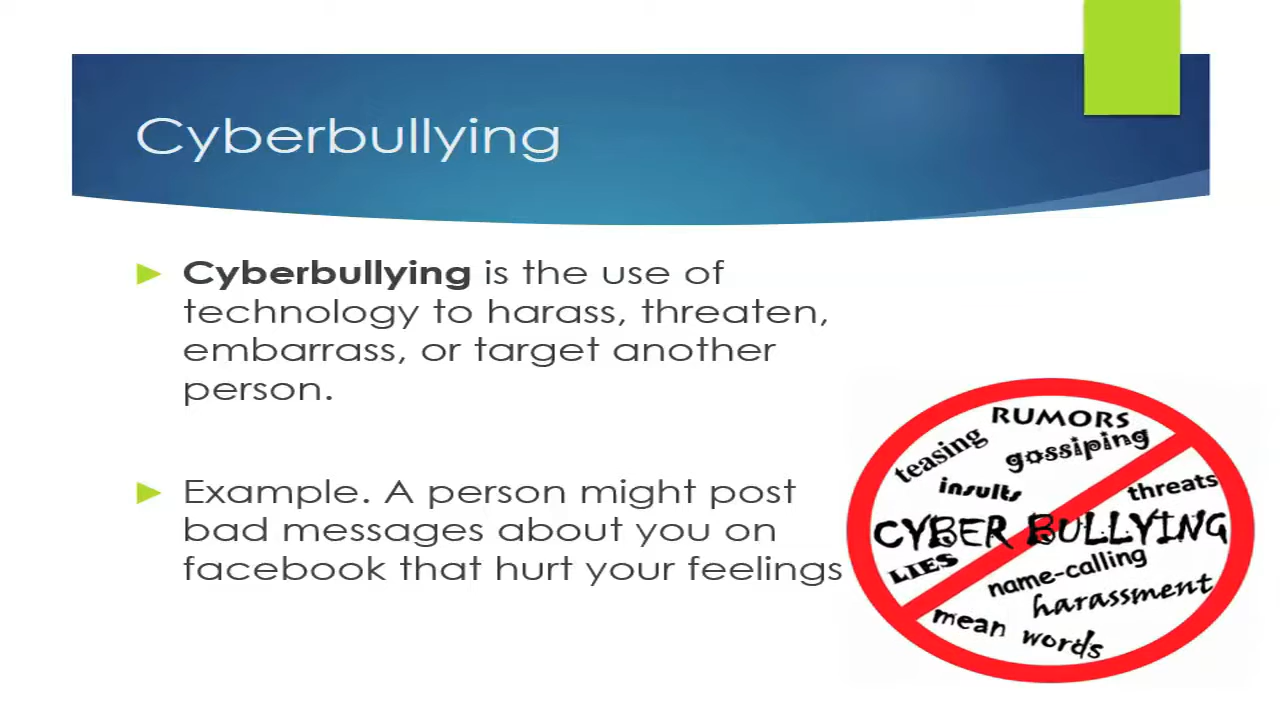 Cyberbullying
Cyberbullying is the use of
technology to harass, threaten,
embarrass, or target another
person.
Example. A person might post
bad messages about you on
facebook that hurt your feelings
RUMORS
teasing
gossiping
insults
threats
CYBER BULLYING
LIES
name-calling
harassment
mean words